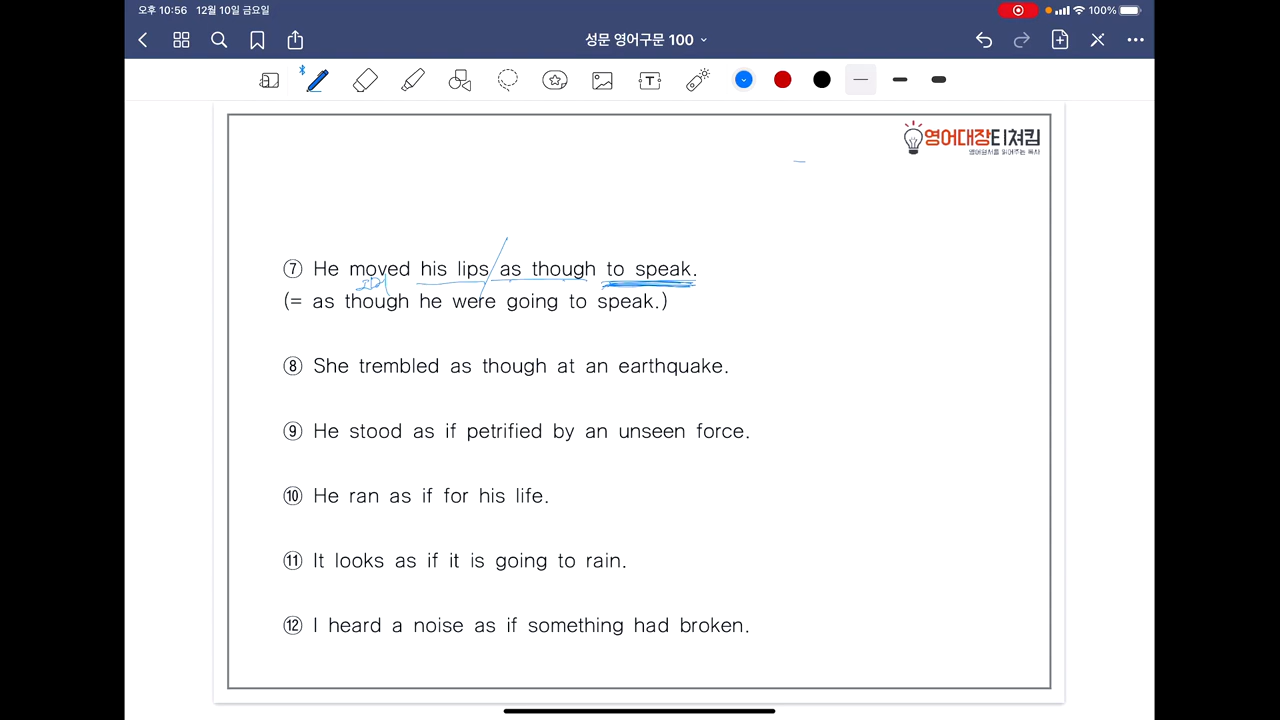 오후 10:56 12월 10일 금요일
100%
성문 영어구문 100
영어대장티쳐킴
⑦ He moved his lips as though to speak.
(= as though he were going to speak.)
⑧ She trembled as though at an earthquake.
⑨ He stood as if petrified by an unseen force.
⑩ He ran as if for his life.
⑪ It looks as if it is going to rain.
⑫ I heard a noise as if something had broken.